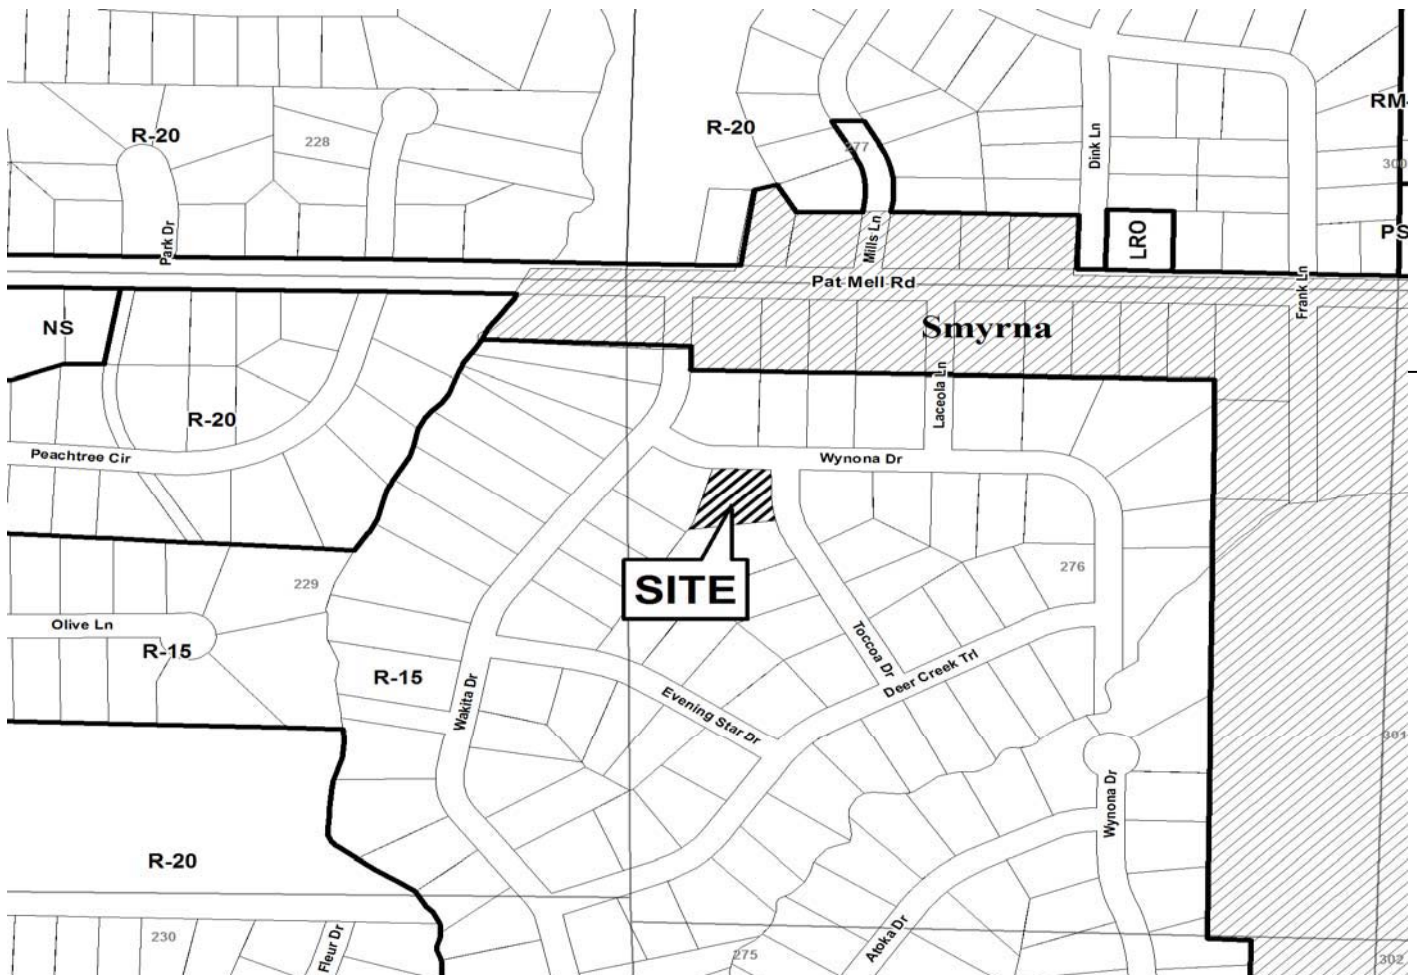 RM-
R-20
R-20
228
277
Dink Ln
300
Park Dr
Mills Ln
LRO
PS
Pat Mell Rd
Frank Ln
NS
Smyrna
Laceola Ln
R-20
Peachtree Cir
Wynona Dr
229
SITE
276
Olive Ln
R-15
R-15
Toccoa Dr
Deer Creek Trl
Wakita Dr
Evening Star Dr
301
Wynona Dr
R-20
230
Fleur Dr
Atoka Dr
275
302